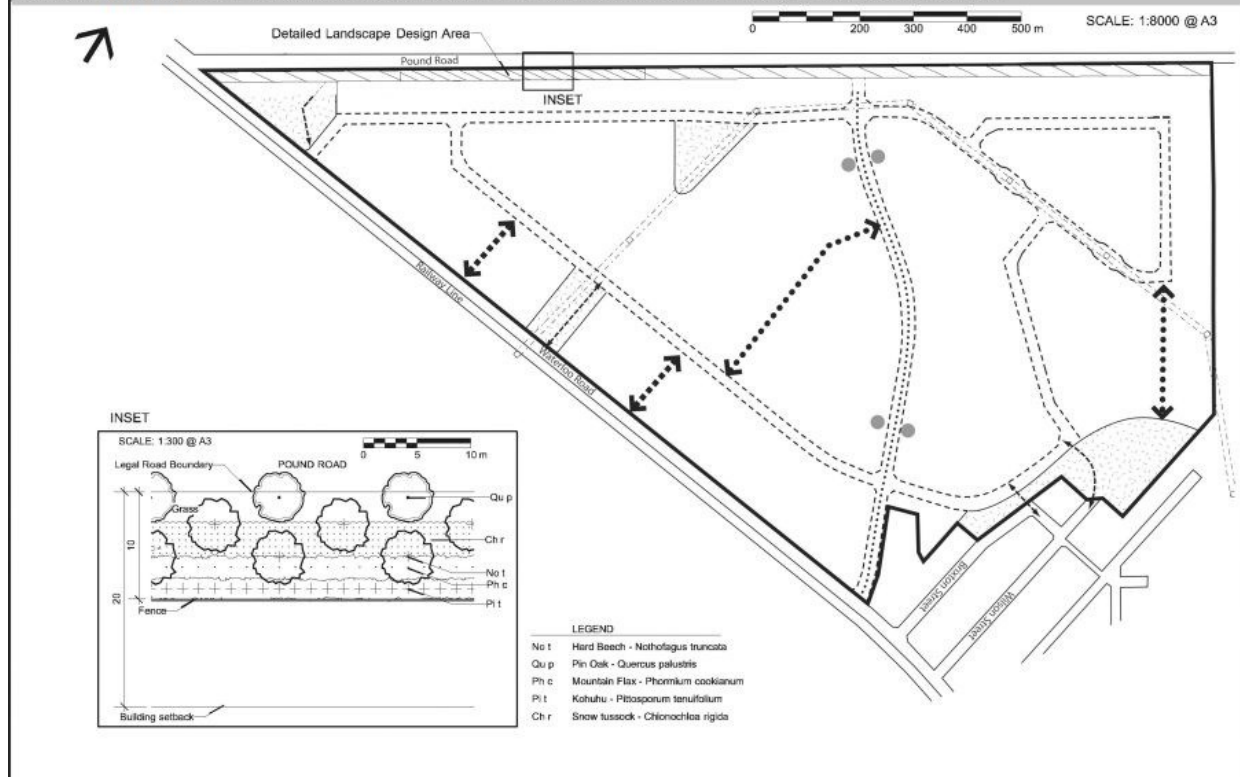 SCALE: 1:8000 @ A3
0 200 300 400 500 m
Detailed Landscape Design Area
Pound Road
INSET
Railway Line
Waterloo Road
Brixton Street
Wilson Street
INSET
SCALE: 1:300 @ A3
0 5 10 m
Legal Road Boundary
POUND ROAD
Qu p
Grass
Ch r
10
No t
Ph c
Pi t
20
Fence
Building setback
LEGEND
No t Hard Beech - Nothofagus truncata
Qu p Pin Oak - Quercus palustris
Ph c Mountain Flax - Phormium cookianum
Pi t Kohuhu - Pittosporum tenuifolium
Ch r Snow tussock - Chionochloa rigida